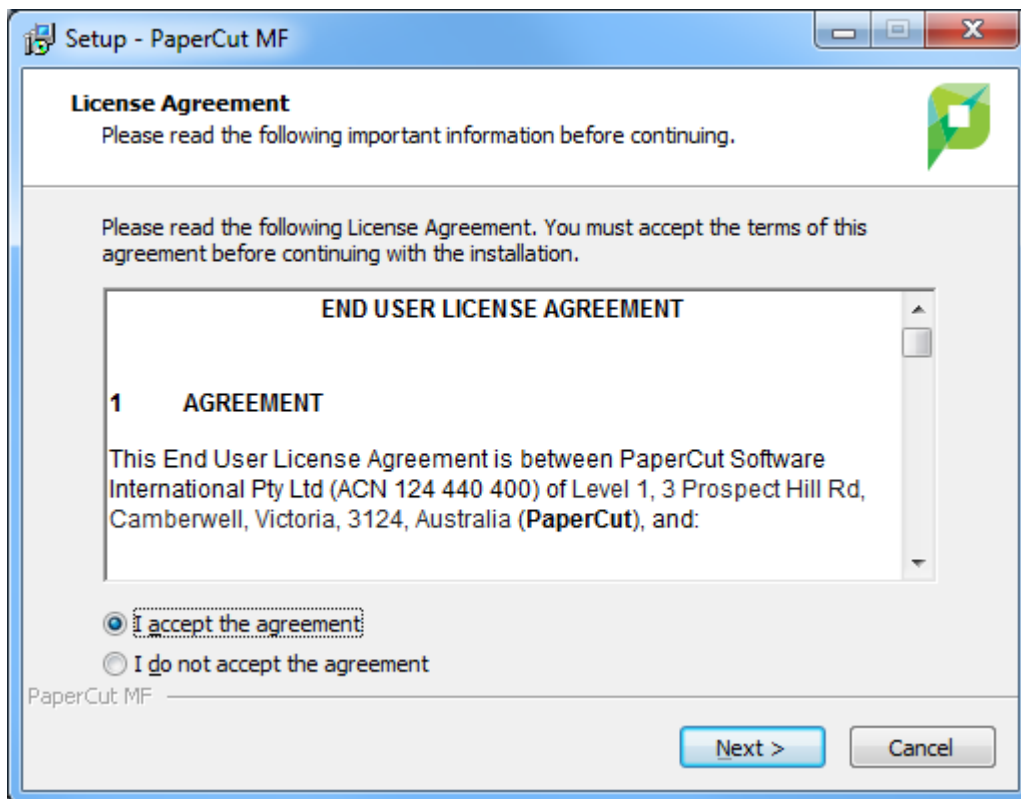 Setup - PaperCut MF
License Agreement
Please read the following important information before continuing.
Please read the following License Agreement. You must accept the terms of this
agreement before continuing with the installation.
END USER LICENSE AGREEMENT
1 AGREEMENT
This End User License Agreement is between PaperCut Software
International Pty Ltd (ACN 124 440 400) of Level 1, 3 Prospect Hill Rd,
Camberwell, Victoria, 3124, Australia (PaperCut), and:
I accept the agreement
I do not accept the agreement
PaperCut MF
Next >
Cancel